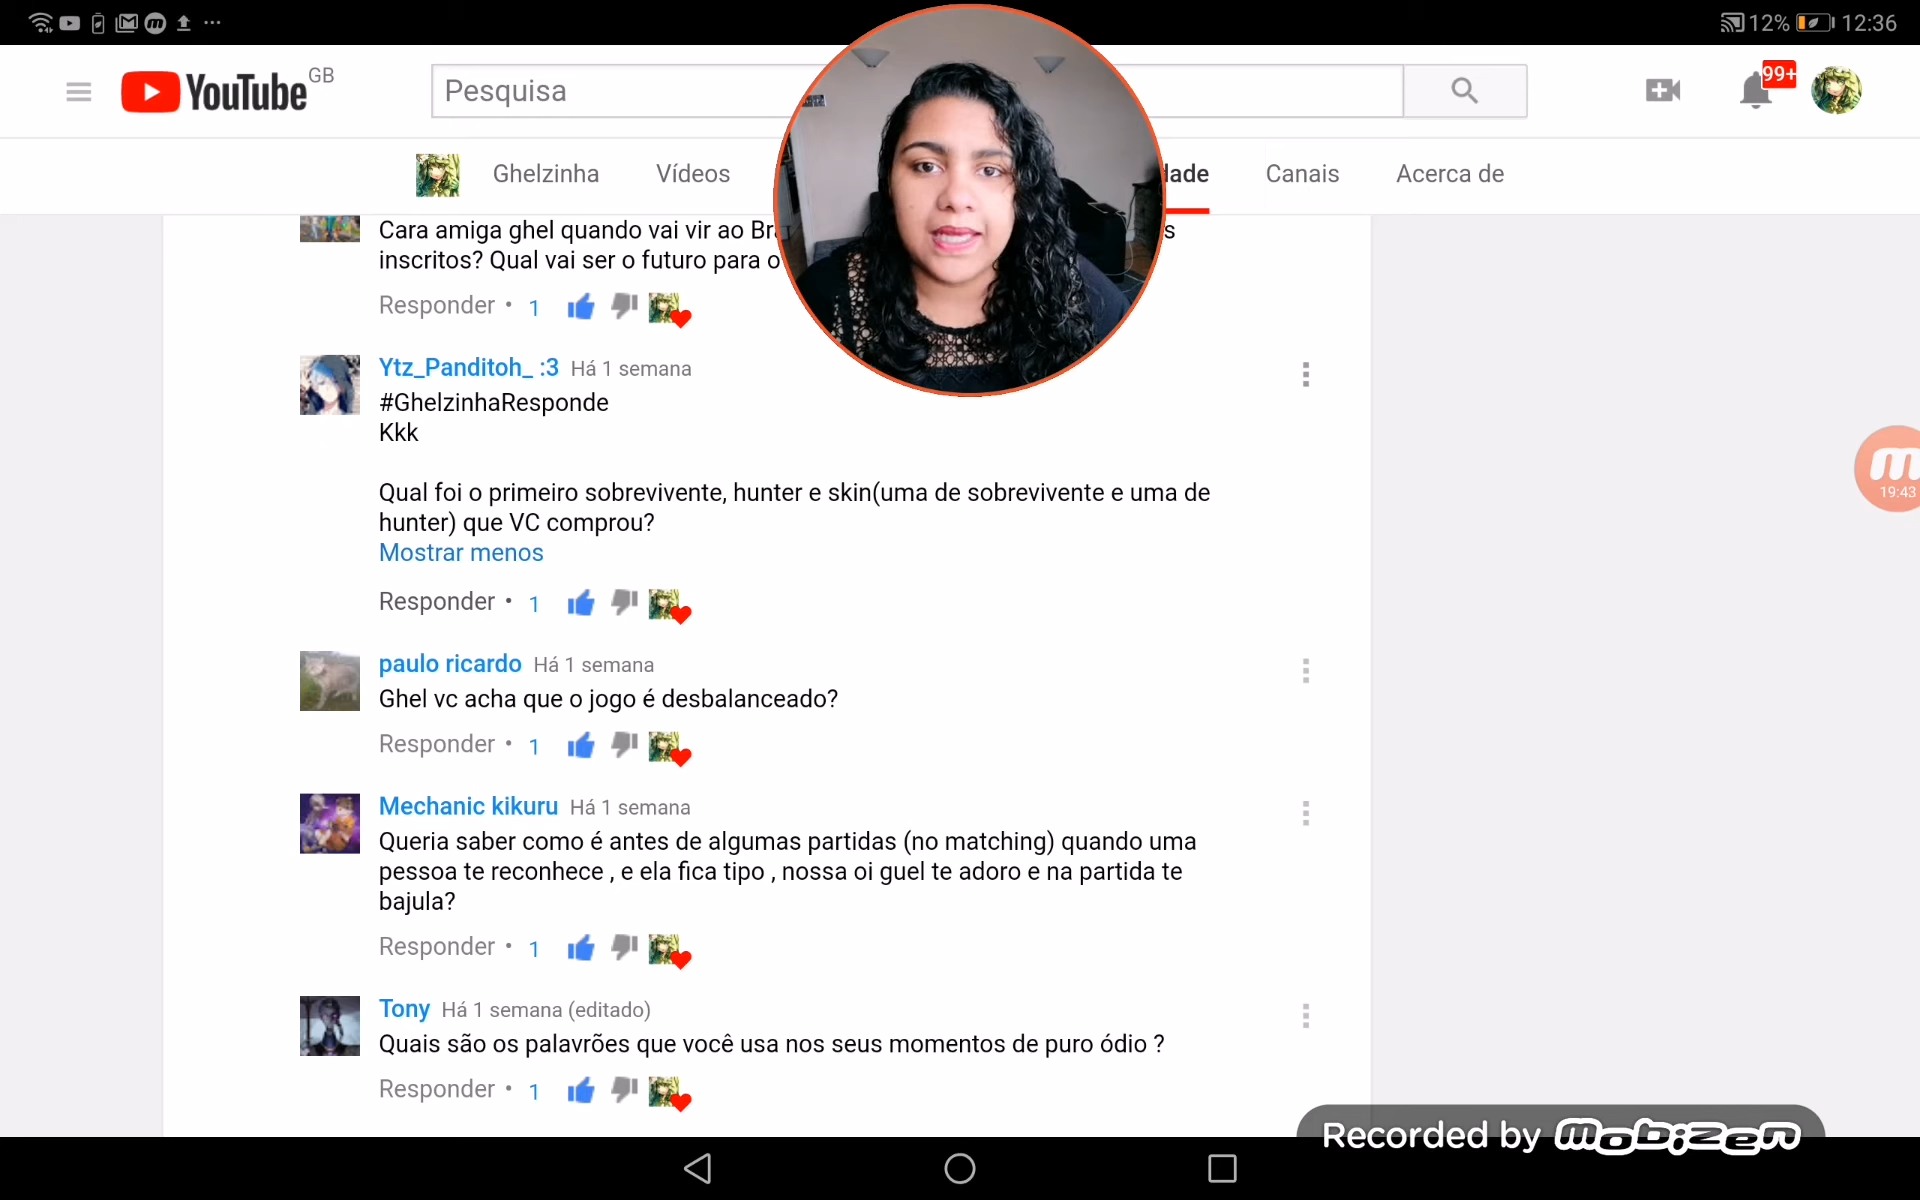 12% 12:36
YouTube GB
Pesquisa
99+
Ghelzinha Vídeos dade Canais Acerca de
Cara amiga ghel quando vai vir ao s
inscritos? Qual vai ser o futuro para o
Responder • 1
Ytz_Panditoh_ :3 Há 1 semana
#GhelzinhaResponde
Kkk
Qual foi o primeiro sobrevivente, hunter e skin(uma de sobrevivente e uma de
hunter) que VC comprou?
Mostrar menos
Responder • 1
paulo ricardo Há 1 semana
Ghel vc acha que o jogo é desbalanceado?
Responder • 1
Mechanic kikuru Há 1 semana
Queria saber como é antes de algumas partidas (no matching) quando uma
pessoa te reconhece , e ela fica tipo , nossa oi guel te adoro e na partida te
bajula?
Responder • 1
Tony Há 1 semana (editado)
Quais são os palavrões que você usa nos seus momentos de puro ódio ?
Responder • 1
19:43
Recorded by mobizen